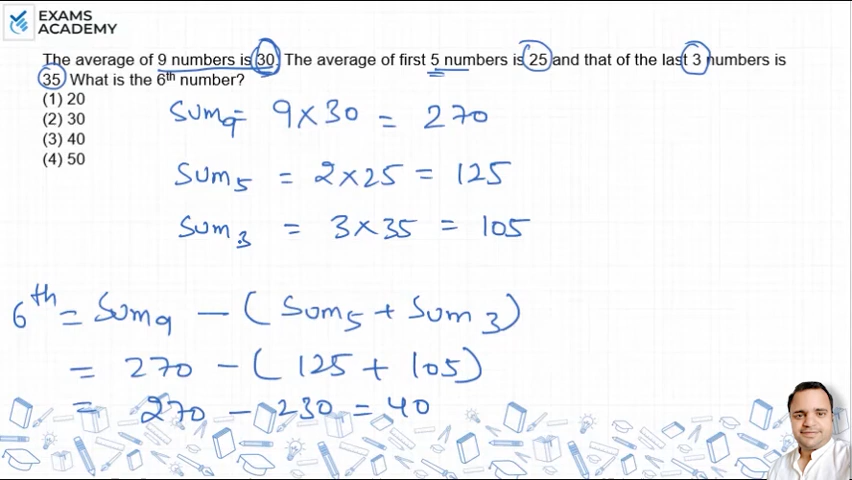 EXAMS
ACADEMY
The average of 9 numbers is 30. The average of first 5 numbers is 25 and that of the last 3 numbers is
35. What is the 6th number?
(1) 20
(2) 30
(3) 40
(4) 50
Sum9 = 9 × 30 = 270
Sum5 = 2 × 25 = 125
Sum3 = 3 × 35 = 105
6th = Sum9 - (Sum5 + Sum3)
= 270 - (125 + 105)
= 270 - 230 = 40